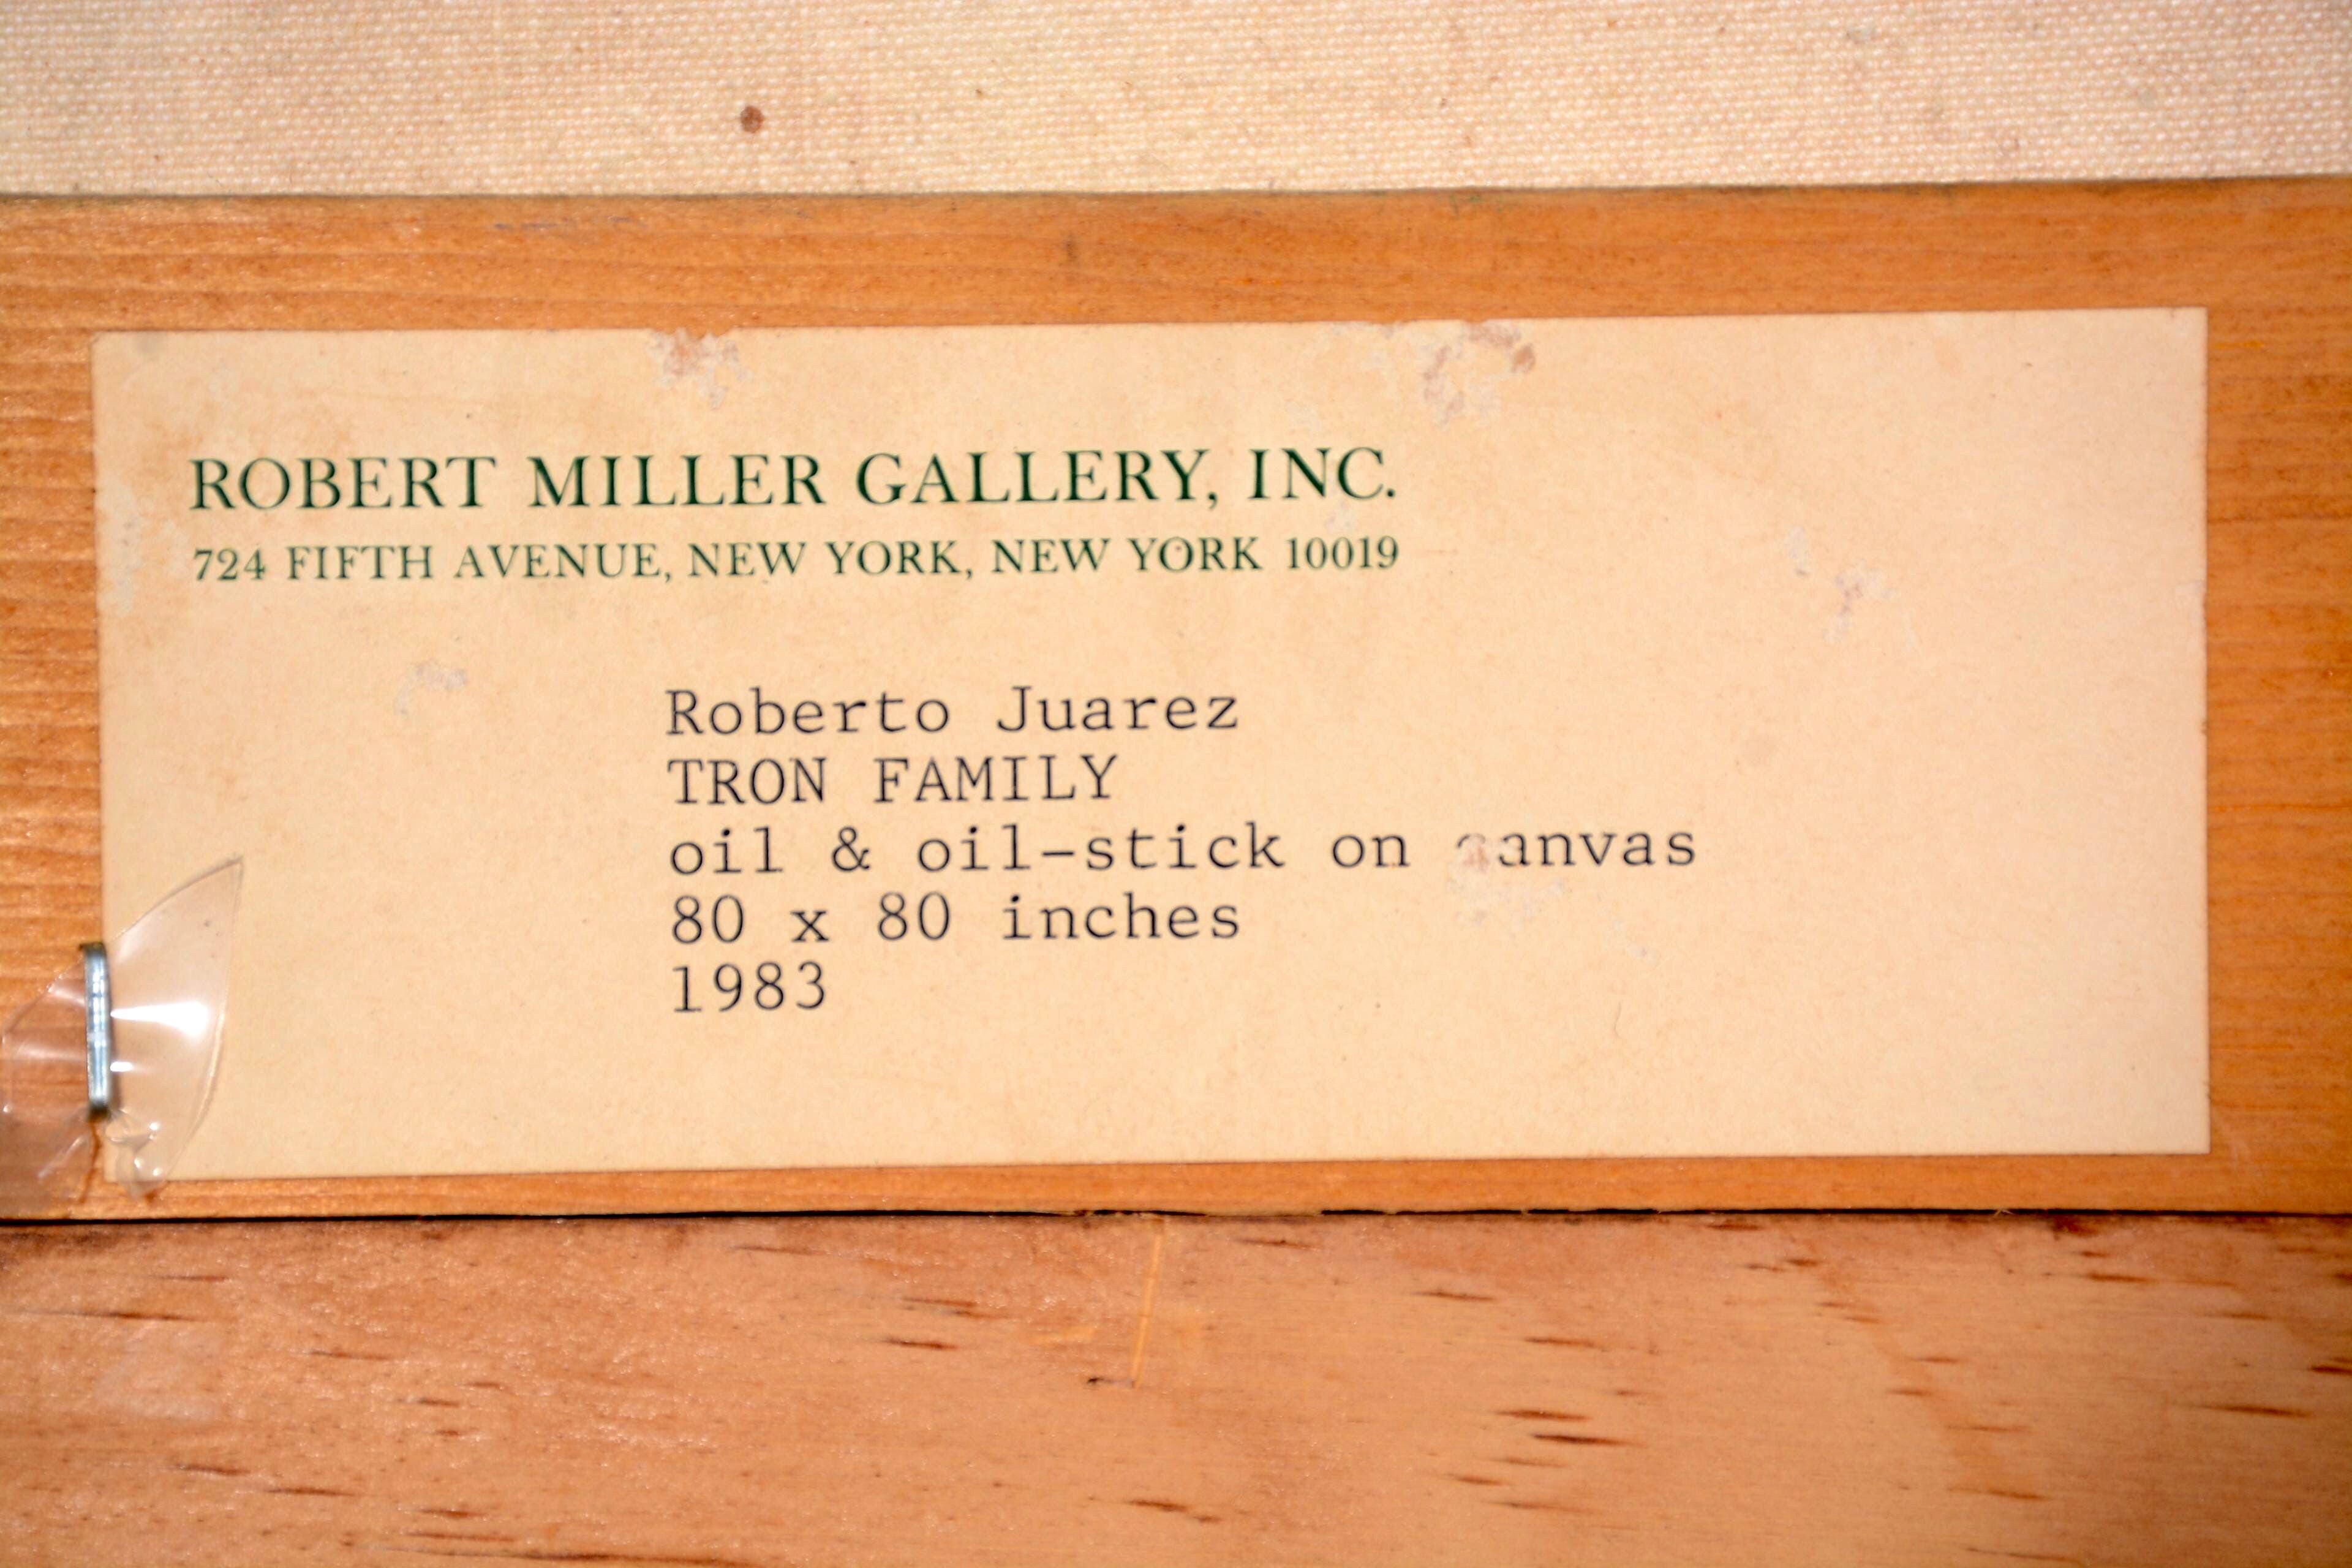 ROBERT MILLER GALLERY, INC.
724 FIFTH AVENUE, NEW YORK, NEW YORK 10019
Roberto Juarez
TRON FAMILY
oil & oil-stick on canvas
80 x 80 inches
1983